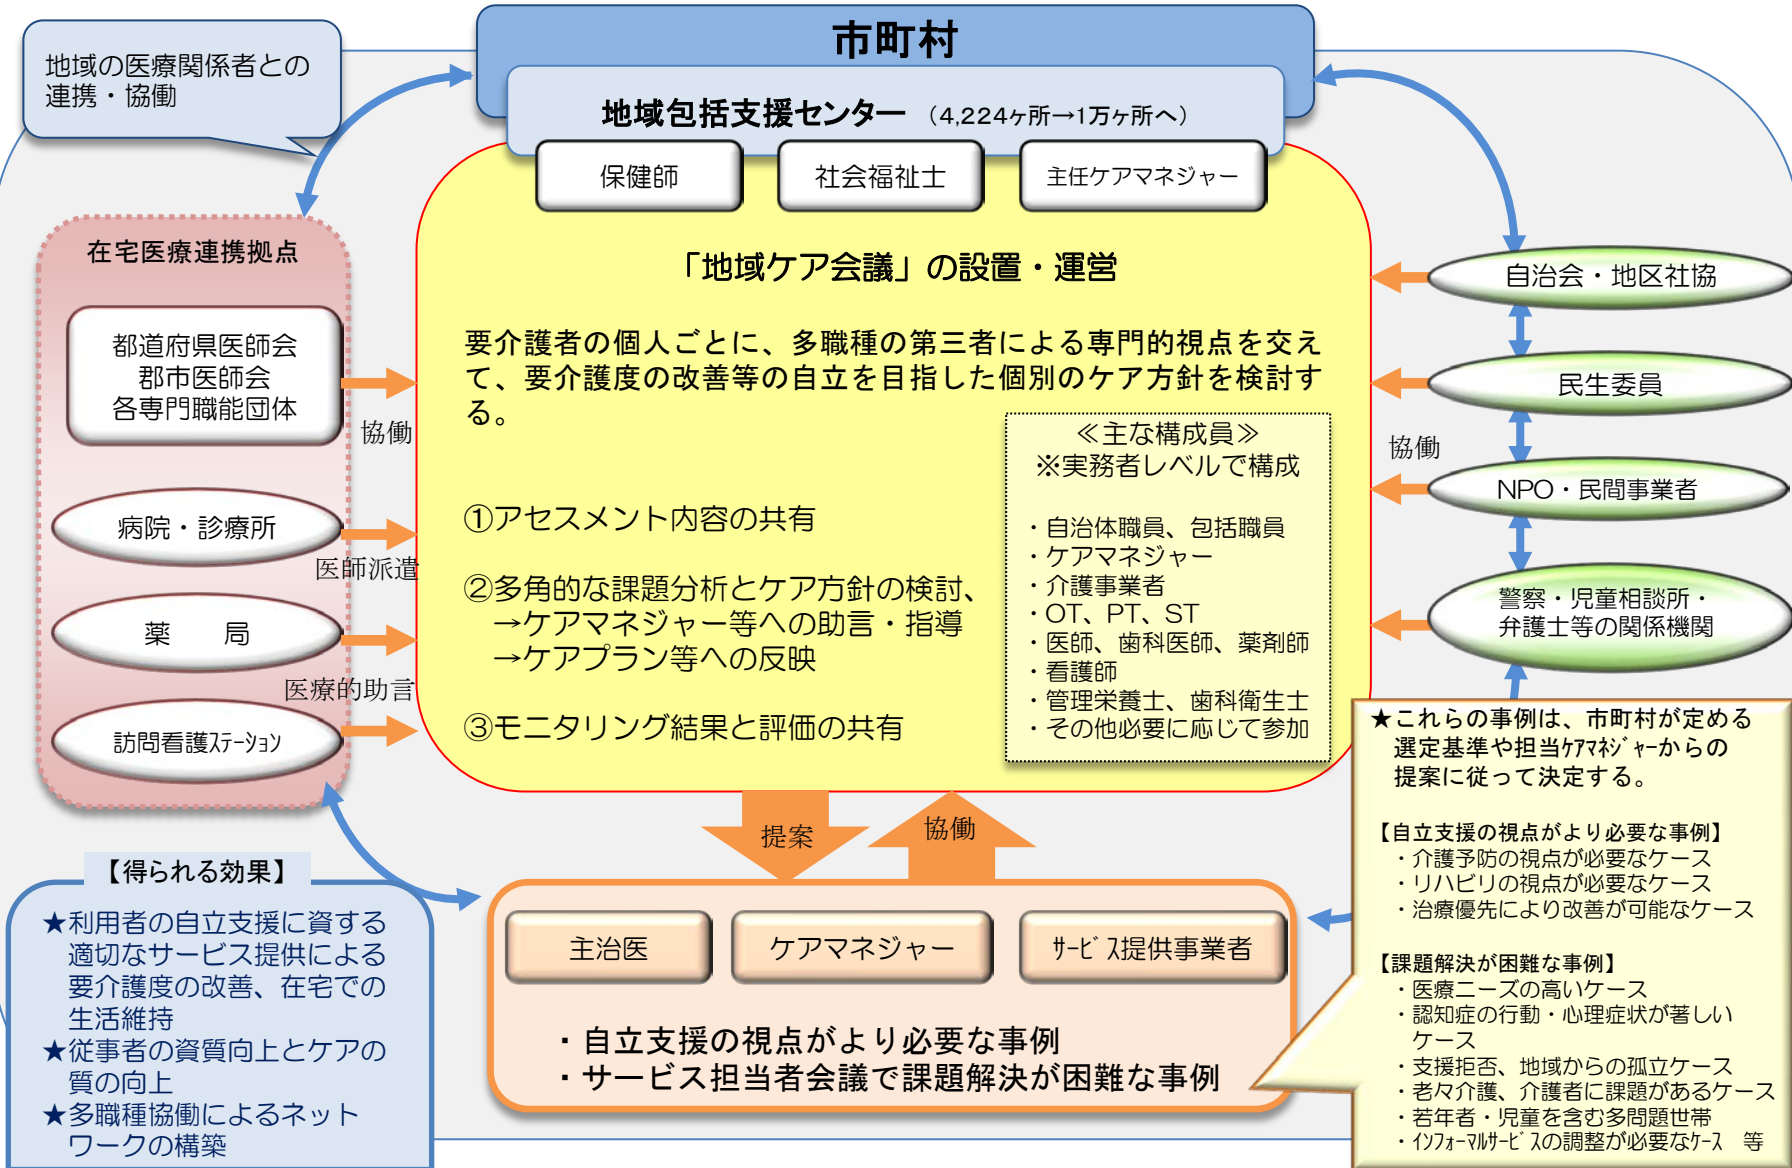 市町村
地域の医療関係者との
連携・協働
地域包括支援センター （4,224ヶ所→1万ヶ所へ）
保健師
社会福祉士
主任ケアマネジャー
在宅医療連携拠点
都道府県医師会
郡市医師会
各専門職能団体
協働
病院・診療所
医師派遣
薬　局
医療的助言
訪問看護ｽﾃｰｼｮﾝ
「地域ケア会議」の設置・運営
要介護者の個人ごとに、多職種の第三者による専門的視点を交え
て、要介護度の改善等の自立を目指した個別のケア方針を検討す
る。
①アセスメント内容の共有
②多角的な課題分析とケア方針の検討、
→ケアマネジャー等への助言・指導
→ケアプラン等への反映
③モニタリング結果と評価の共有
≪主な構成員≫
※実務者レベルで構成
・自治体職員、包括職員
・ケアマネジャー
・介護事業者
・OT、PT、ST
・医師、歯科医師、薬剤師
・看護師
・管理栄養士、歯科衛生士
・その他必要に応じて参加
自治会・地区社協
民生委員
協働
NPO・民間事業者
警察・児童相談所・
弁護士等の関係機関
提案
協働
主治医
ケアマネジャー
ｻｰﾋﾞｽ提供事業者
・自立支援の視点がより必要な事例
・サービス担当者会議で課題解決が困難な事例
【得られる効果】
★利用者の自立支援に資する
適切なサービス提供による
要介護度の改善、在宅での
生活維持
★従事者の資質向上とケアの
質の向上
★多職種協働によるネット
ワークの構築
★これらの事例は、市町村が定める
選定基準や担当ｹｱﾏﾈｼﾞｬｰからの
提案に従って決定する。
【自立支援の視点がより必要な事例】
・介護予防の視点が必要なケース
・リハビリの視点が必要なケース
・治療優先により改善が可能なケース
【課題解決が困難な事例】
・医療ニーズの高いケース
・認知症の行動・心理症状が著しい
ケース
・支援拒否、地域からの孤立ケース
・老々介護、介護者に課題があるケース
・若年者・児童を含む多問題世帯
・ｲﾝﾌｫｰﾏﾙｻｰﾋﾞｽの調整が必要なｹｰｽ　等